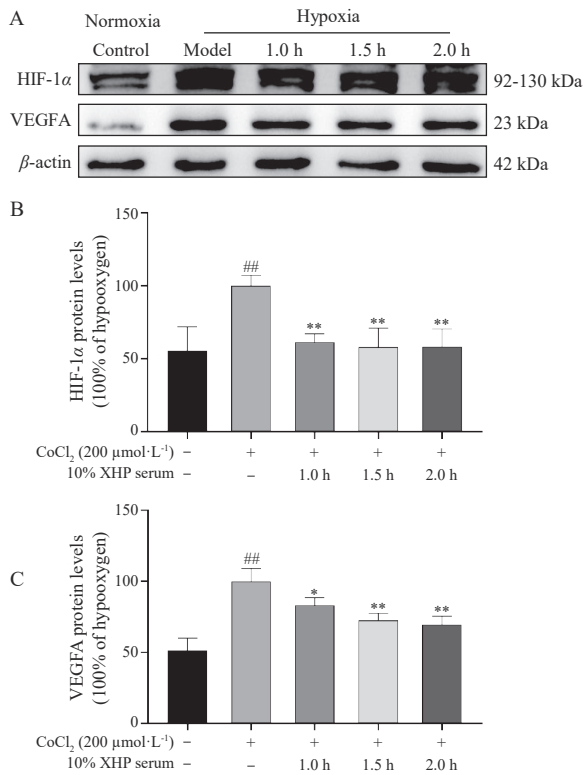 A
Normoxia Hypoxia
Control Model 1.0 h 1.5 h 2.0 h
HIF-1α 92-130 kDa
VEGFA 23 kDa
β-actin 42 kDa
B
HIF-1α protein levels
(100% of hypooxygen)
150
100
50
0
##
**
**
**
CoCl₂ (200 μmol·L⁻¹) − + + + +
10% XHP serum − − 1.0 h 1.5 h 2.0 h
C
VEGFA protein levels
(100% of hypooxygen)
150
100
50
0
##
*
**
**
CoCl₂ (200 μmol·L⁻¹) − + + + +
10% XHP serum − − 1.0 h 1.5 h 2.0 h